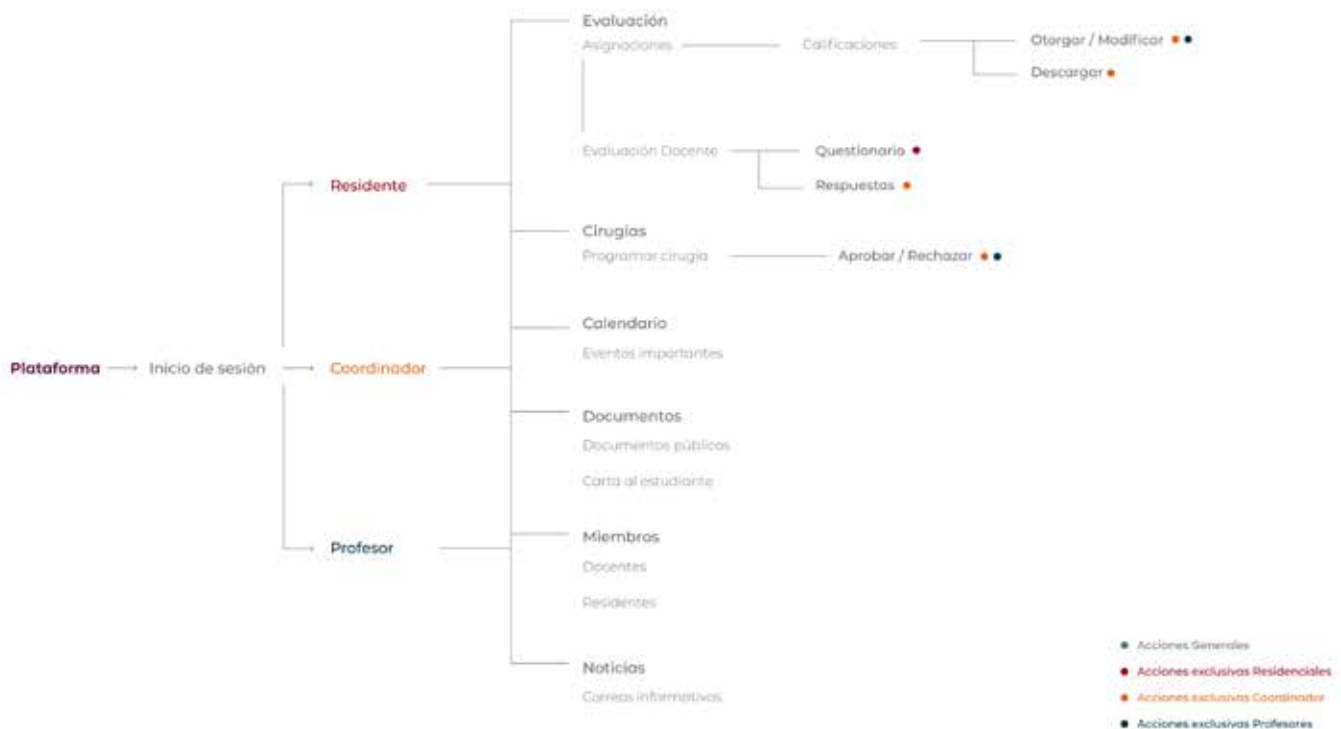 Evaluación
Asignaciones
Calificaciones
Otorgar / Modificar
Descargar
Evaluación Docente
Questionario
Respuestas
Residente
Cirugías
Programar cirugía
Aprobar / Rechazar
Calendario
Eventos importantes
Plataforma
Inicio de sesión
Coordinador
Documentos
Documentos públicos
Carta al estudiante
Profesor
Miembros
Docentes
Residentes
Noticias
Correos informativos
Acciones Generales
Acciones exclusivas Residenciales
Acciones exclusivas Coordinador
Acciones exclusivas Profesores